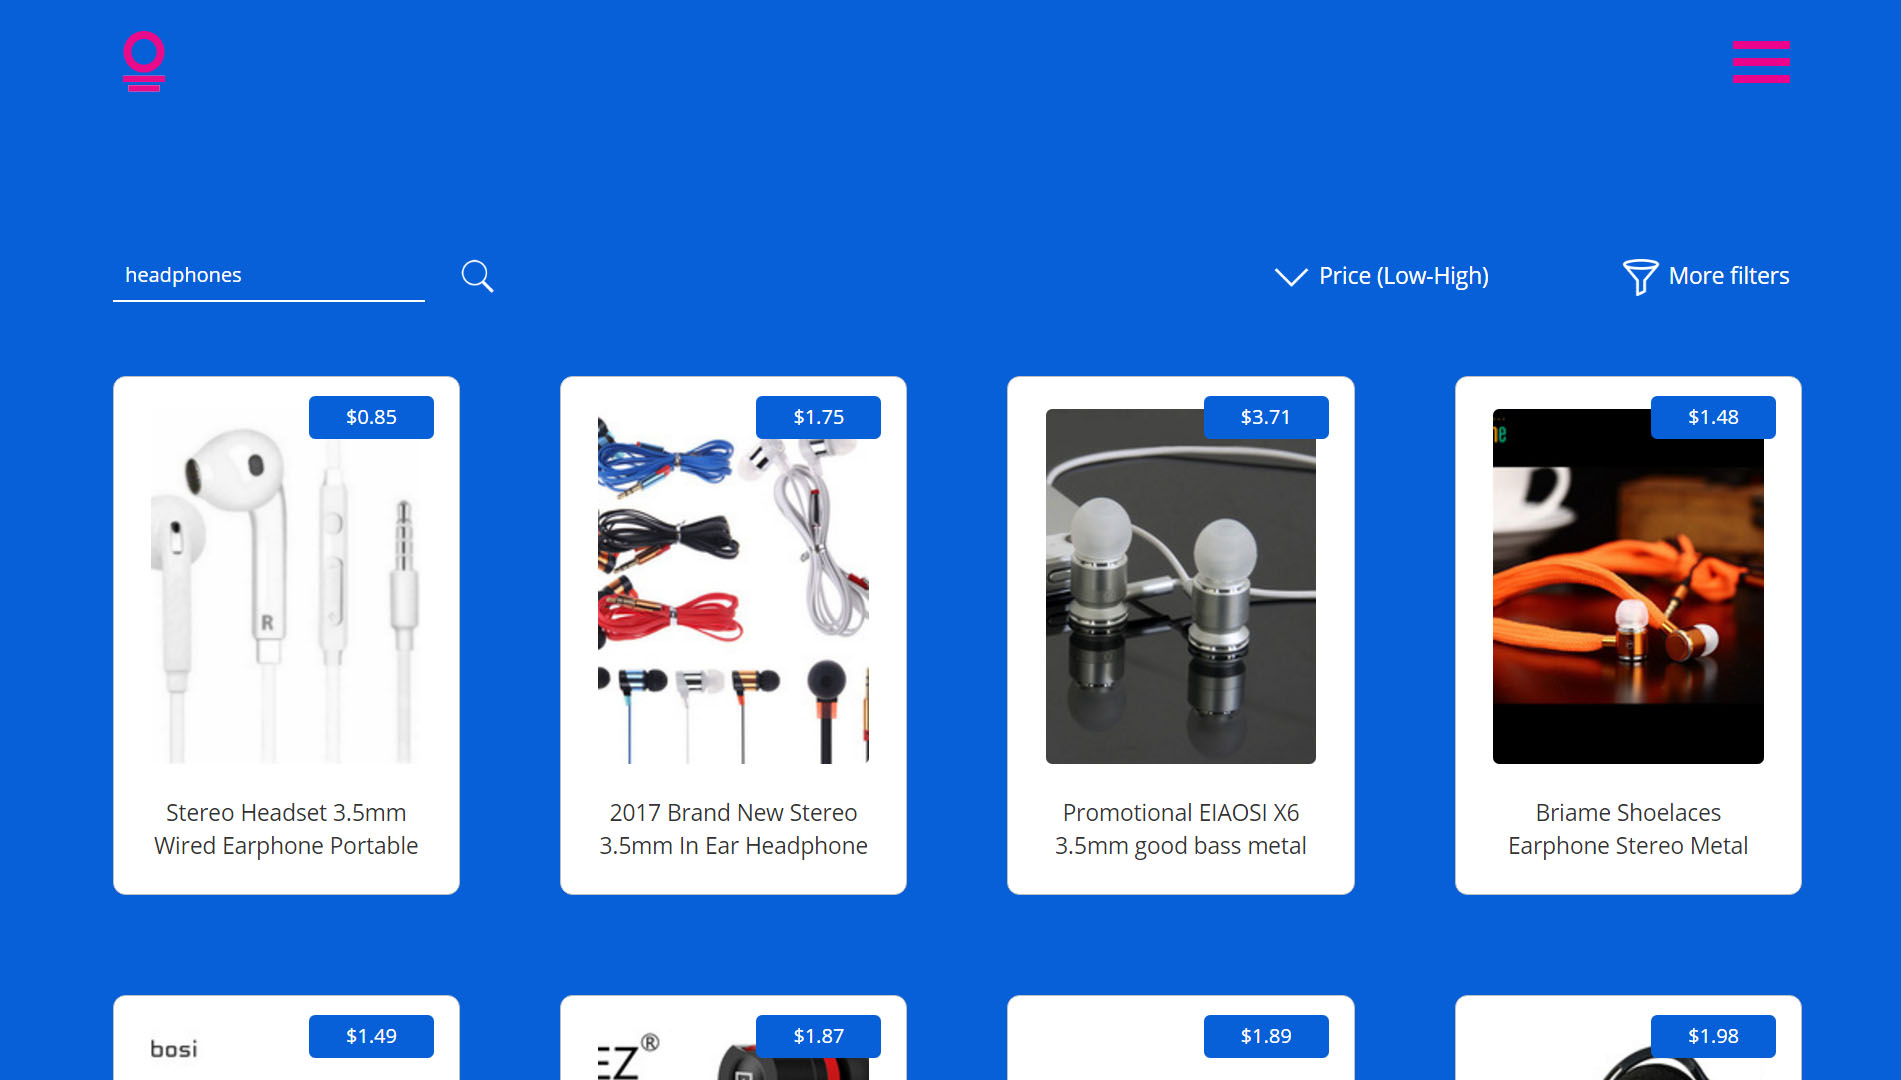 headphones
Price (Low-High)
More filters
$0.85
$1.75
$3.71
$1.48
R
Stereo Headset 3.5mm
Wired Earphone Portable
2017 Brand New Stereo
3.5mm In Ear Headphone
Promotional EIAOSI X6
3.5mm good bass metal
Briame Shoelaces
Earphone Stereo Metal
$1.49
$1.87
$1.89
$1.98
bosi
EZ®